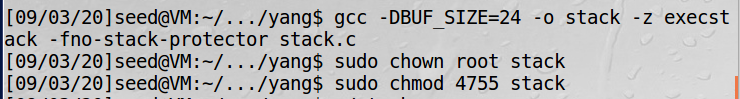 [09/03/20]seed@VM:~/.../yang$ gcc -DBUF_SIZE=24 -o stack -z execst
ack -fno-stack-protector stack.c
[09/03/20]seed@VM:~/.../yang$ sudo chown root stack
[09/03/20]seed@VM:~/.../yang$ sudo chmod 4755 stack